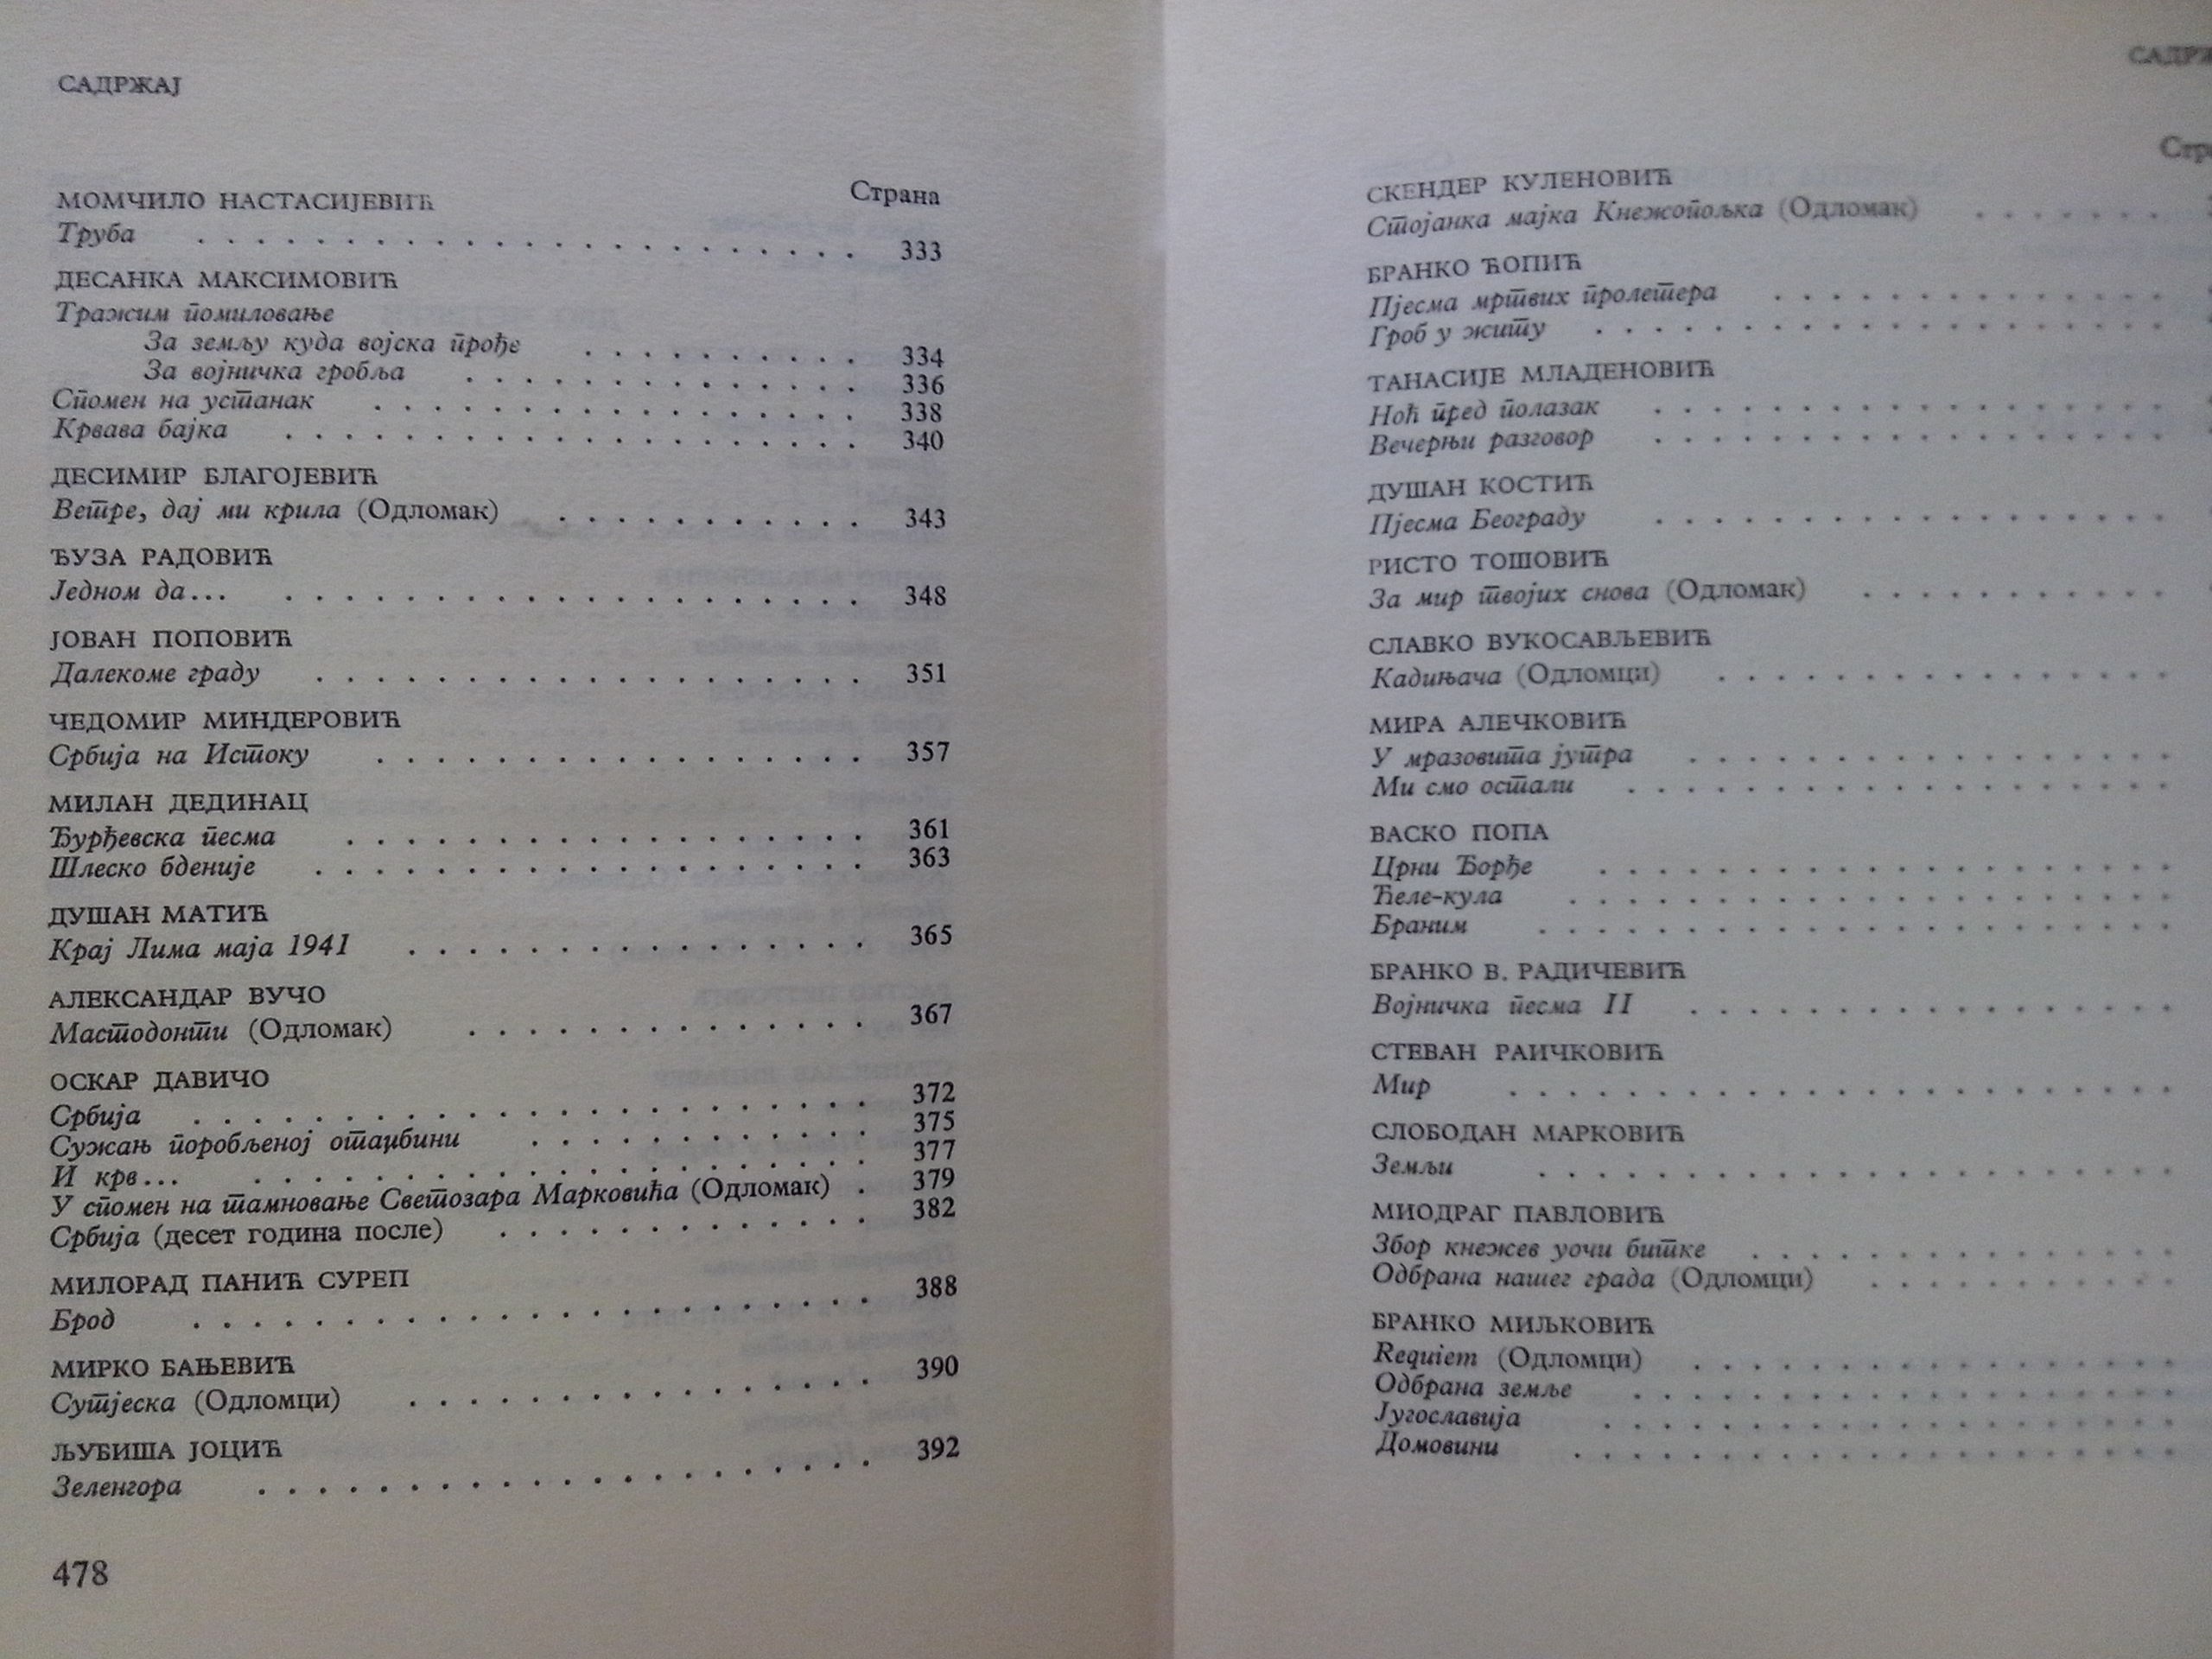 САДРЖАЈ
Страна
МОМЧИЛО НАСТАСИЈЕВИЋ
Труба . . . . . . . . . . . . . . . . . . . . . . . 333
ДЕСАНКА МАКСИМОВИЋ
Тражим помиловање
За земљу куда војска прође . . . . . . . . . . 334
За војничка гробља . . . . . . . . . . . . . . 336
Спомен на устанак . . . . . . . . . . . . . . . . . 338
Крвава бајка . . . . . . . . . . . . . . . . . . . . 340
ДЕСИМИР БЛАГОЈЕВИЋ
Ветре, дај ми крила (Одломак) . . . . . . . . . . . 343
ЂУЗА РАДОВИЋ
Једном да... . . . . . . . . . . . . . . . . . . . . 348
ЈОВАН ПОПОВИЋ
Далекоме граду . . . . . . . . . . . . . . . . . . . 351
ЧЕДОМИР МИНДЕРОВИЋ
Србија на Истоку . . . . . . . . . . . . . . . . . 357
МИЛАН ДЕДИНАЦ
Ђурђевска песма . . . . . . . . . . . . . . . . . . 361
Шлеско бденије . . . . . . . . . . . . . . . . . . . 363
ДУШАН МАТИЋ
Крај Лима маја 1941 . . . . . . . . . . . . . . . . 365
АЛЕКСАНДАР ВУЧО
Мастодонти (Одломак) . . . . . . . . . . . . . . 367
ОСКАР ДАВИЧО
Србија . . . . . . . . . . . . . . . . . . . . . . . 372
Сужањ поробљеној отаџбини . . . . . . . . . . . . 375
И крв... . . . . . . . . . . . . . . . . . . . . . 377
У спомен на тамновање Светозара Марковића (Одломак) . 379
Србија (десет година после) . . . . . . . . . . . . . 382
МИЛОРАД ПАНИЋ СУРЕП
Брод . . . . . . . . . . . . . . . . . . . . . . . 388
МИРКО БАЊЕВИЋ
Сутјеска (Одломци) . . . . . . . . . . . . . . . . 390
ЉУБИША ЈОЦИЋ
Зеленгора . . . . . . . . . . . . . . . . . . . . . 392
478
СКЕНДЕР КУЛЕНОВИЋ
Стојанка мајка Кнежопољка (Одломак) . . . . . . . .
БРАНКО ЋОПИЋ
Пјесма мртвих пролетера . . . . . . . . . . . . . .
Гроб у житу . . . . . . . . . . . . . . . . . . . .
ТАНАСИЈЕ МЛАДЕНОВИЋ
Ноћ пред полазак . . . . . . . . . . . . . . . . . .
Вечерњи разговор . . . . . . . . . . . . . . . . . .
ДУШАН КОСТИЋ
Пјесма Београду . . . . . . . . . . . . . . . . . .
РИСТО ТОШОВИЋ
За мир твојих снова (Одломак) . . . . . . . . . . .
СЛАВКО ВУКОСАВЉЕВИЋ
Кадињача (Одломци) . . . . . . . . . . . . . . . .
МИРА АЛЕЧКОВИЋ
У мразовита јутра . . . . . . . . . . . . . . . . .
Ми смо остали . . . . . . . . . . . . . . . . . . .
ВАСКО ПОПА
Црни Ђорђе . . . . . . . . . . . . . . . . . . . .
Ћеле-кула . . . . . . . . . . . . . . . . . . . . .
Браним . . . . . . . . . . . . . . . . . . . . . .
БРАНКО В. РАДИЧЕВИЋ
Војничка песма II . . . . . . . . . . . . . . . . .
СТЕВАН РАИЧКОВИЋ
Мир . . . . . . . . . . . . . . . . . . . . . . .
СЛОБОДАН МАРКОВИЋ
Земљи . . . . . . . . . . . . . . . . . . . . . .
МИОДРАГ ПАВЛОВИЋ
Збор кнежев уочи битке . . . . . . . . . . . . . . .
Одбрана нашег града (Одломци) . . . . . . . . . . .
БРАНКО МИЉКОВИЋ
Requiem (Одломци) . . . . . . . . . . . . . . . . .
Одбрана земље . . . . . . . . . . . . . . . . . . .
Југославија . . . . . . . . . . . . . . . . . . . .
Домовини . . . . . . . . . . . . . . . . . . . . .